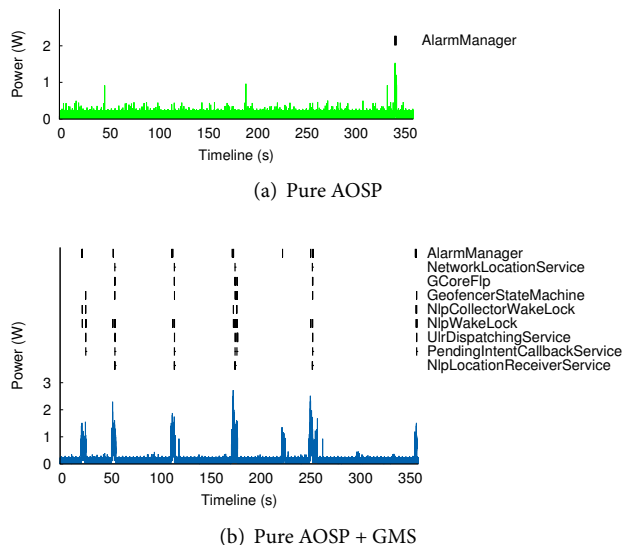 AlarmManager
2
1
0
Power (W)
0 50 100 150 200 250 300 350
Timeline (s)
(a) Pure AOSP
AlarmManager
NetworkLocationService
GCoreFlp
GeofencerStateMachine
NlpCollectorWakeLock
NlpWakeLock
UlrDispatchingService
PendingIntentCallbackService
NlpLocationReceiverService
Power (W)
3
2
1
0
0 50 100 150 200 250 300 350
Timeline (s)
(b) Pure AOSP + GMS